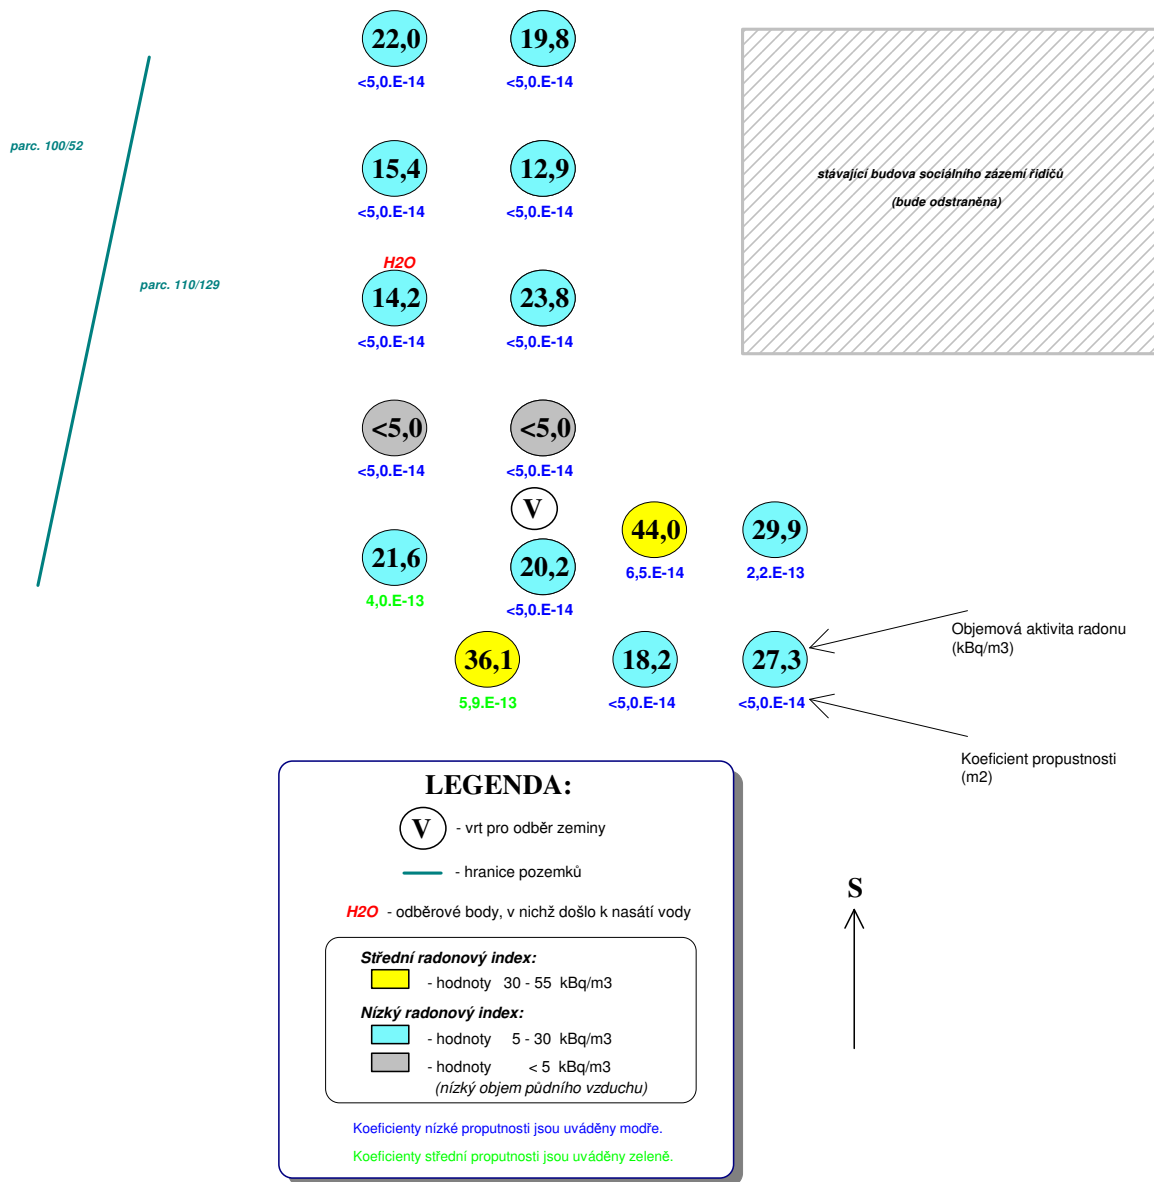 22,0 19,8
<5,0.E-14 <5,0.E-14
parc. 100/52
15,4 12,9
<5,0.E-14 <5,0.E-14
stávající budova sociálního zázemí řidičů
(bude odstraněna)
H2O
parc. 110/129
14,2 23,8
<5,0.E-14 <5,0.E-14
<5,0 <5,0
<5,0.E-14 <5,0.E-14
V
44,0 29,9
6,5.E-14 2,2.E-13
21,6 20,2
4,0.E-13 <5,0.E-14
Objemová aktivita radonu
(kBq/m3)
36,1 18,2 27,3
5,9.E-13 <5,0.E-14 <5,0.E-14
Koeficient propustnosti
(m2)
LEGENDA:
V - vrt pro odběr zeminy
- hranice pozemků
H2O - odběrové body, v nichž došlo k nasátí vody
Střední radonový index:
- hodnoty 30 - 55 kBq/m3
Nízký radonový index:
- hodnoty 5 - 30 kBq/m3
- hodnoty < 5 kBq/m3
(nízký objem půdního vzduchu)
Koeficienty nízké proputnosti jsou uváděny modře.
Koeficienty střední proputnosti jsou uváděny zeleně.
S